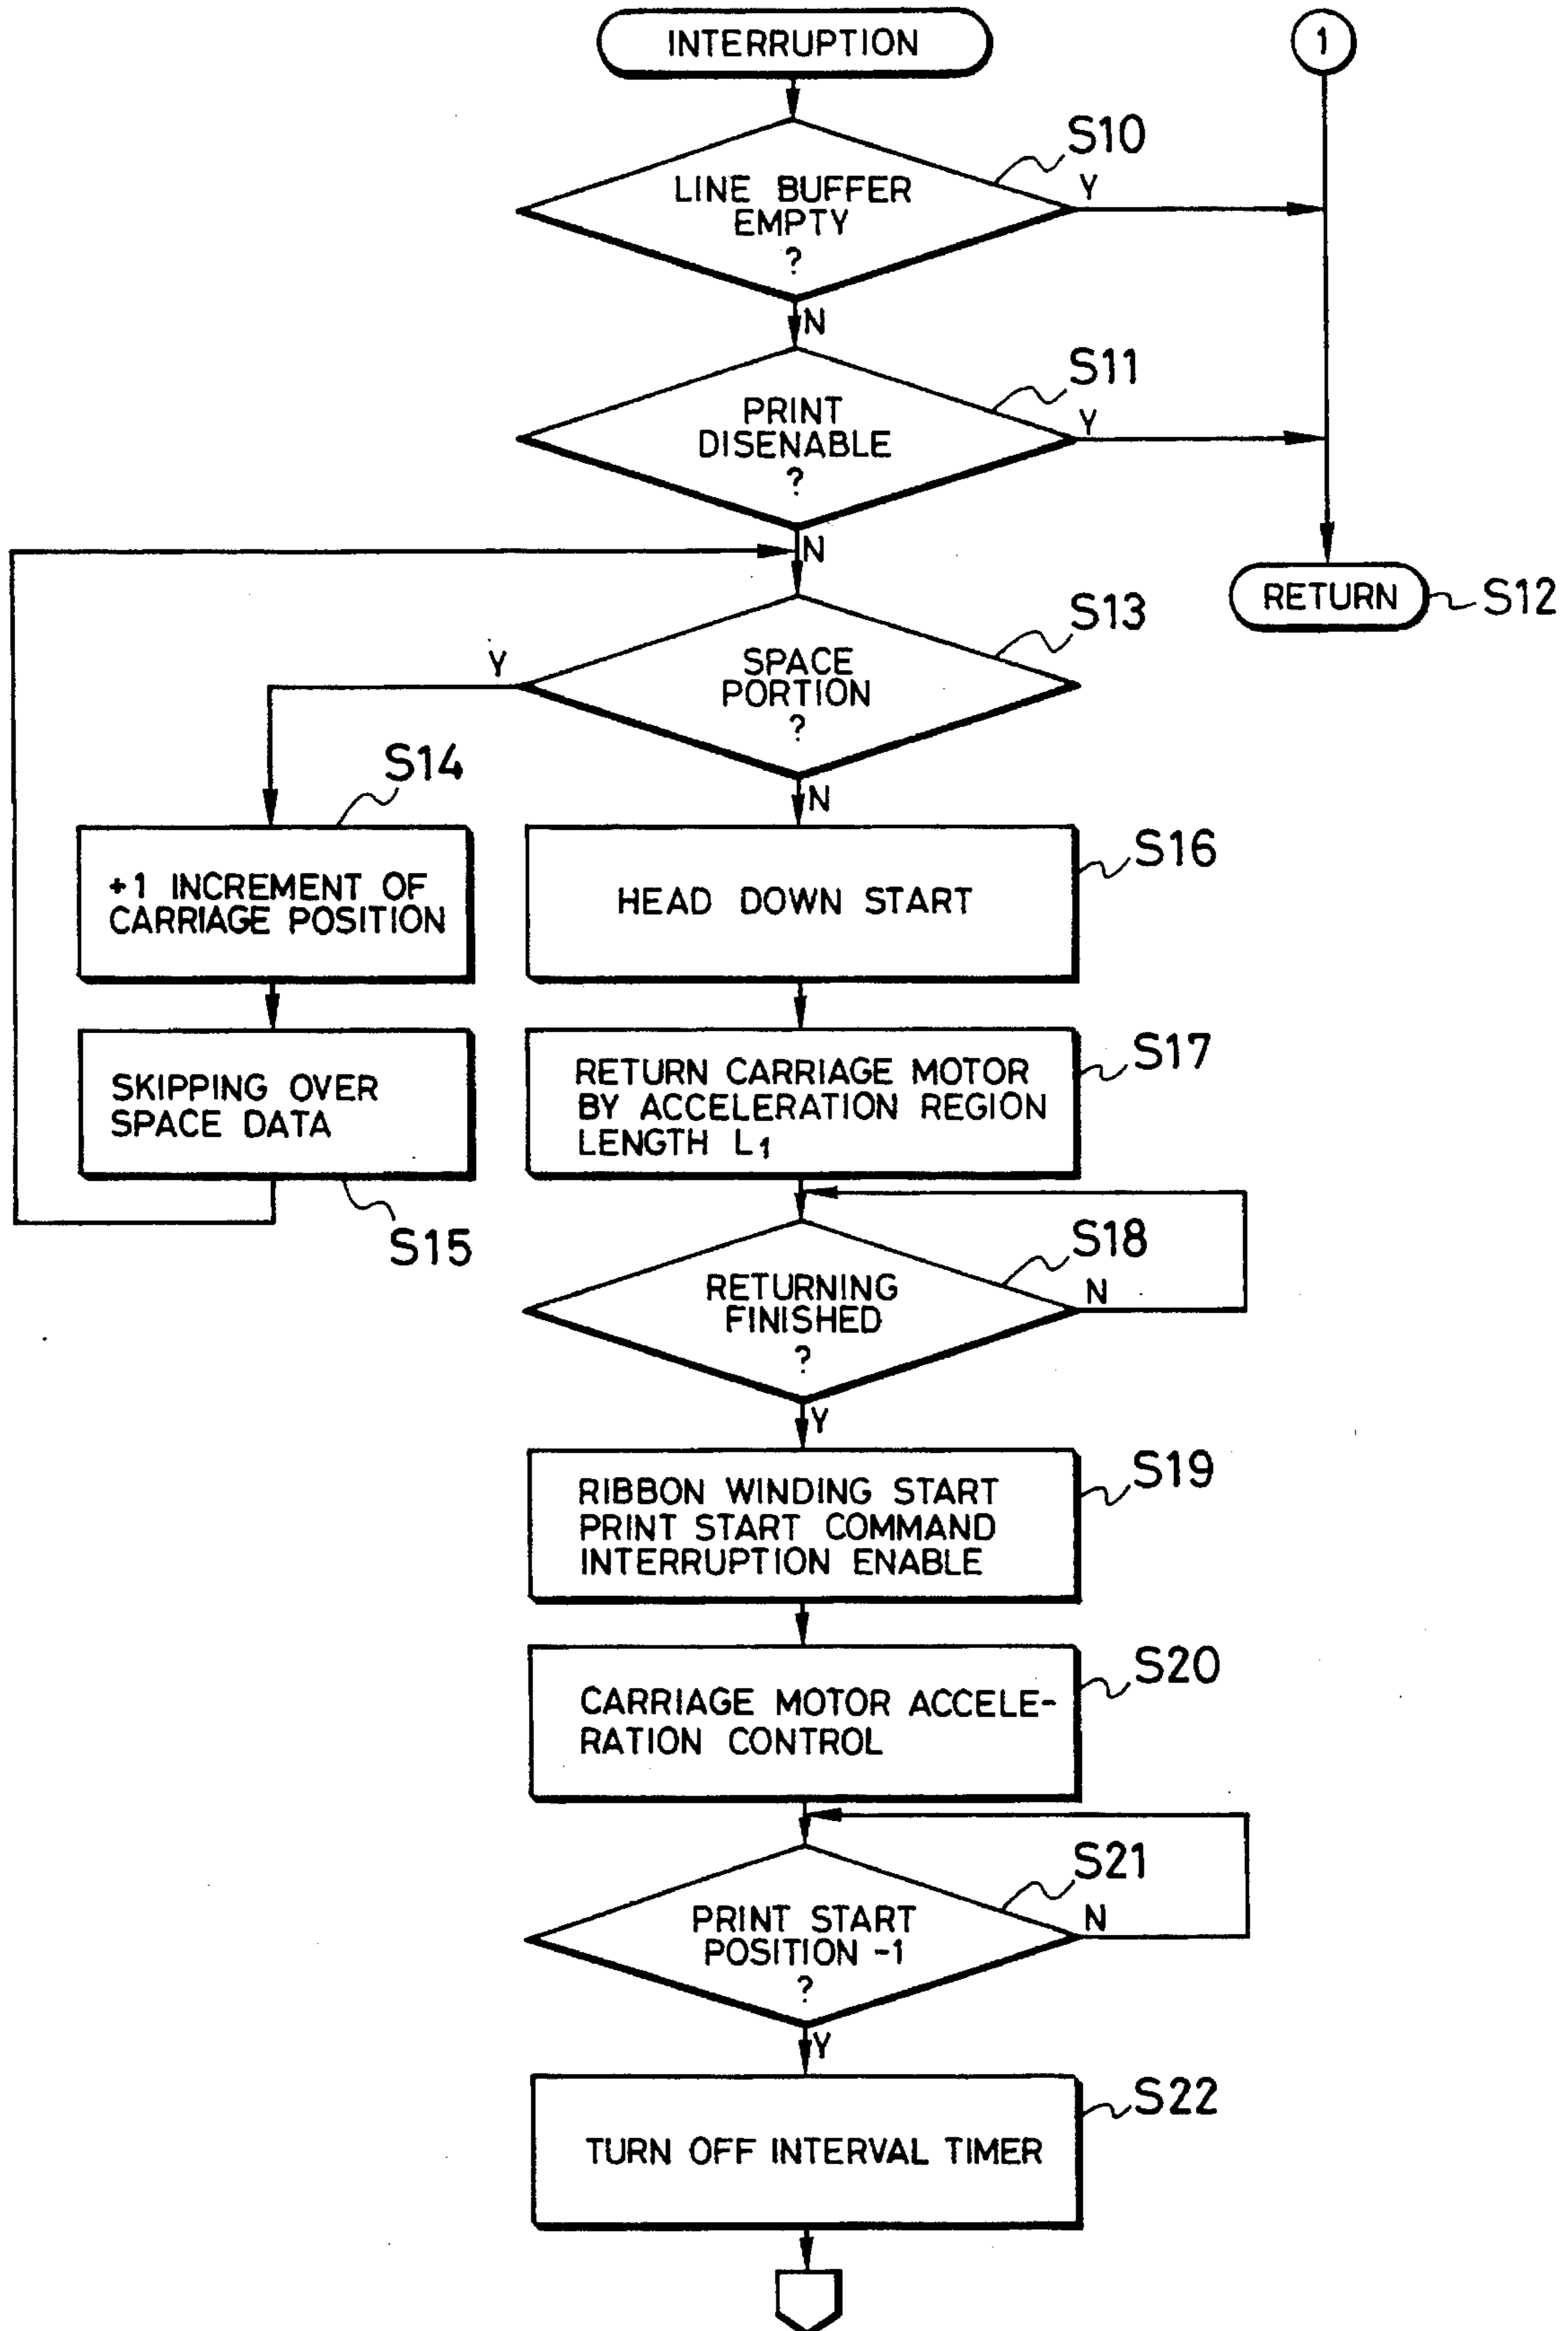 INTERRUPTION
1
S10
LINE BUFFER
EMPTY
?
Y
N
S11
PRINT
DISENABLE
?
Y
N
RETURN
S12
S13
SPACE
PORTION
?
Y
N
S14
+1 INCREMENT OF
CARRIAGE POSITION
S16
HEAD DOWN START
SKIPPING OVER
SPACE DATA
S15
S17
RETURN CARRIAGE MOTOR
BY ACCELERATION REGION
LENGTH L1
S18
RETURNING
FINISHED
?
N
Y
S19
RIBBON WINDING START
PRINT START COMMAND
INTERRUPTION ENABLE
S20
CARRIAGE MOTOR ACCELE-
RATION CONTROL
S21
PRINT START
POSITION -1
?
N
Y
S22
TURN OFF INTERVAL TIMER